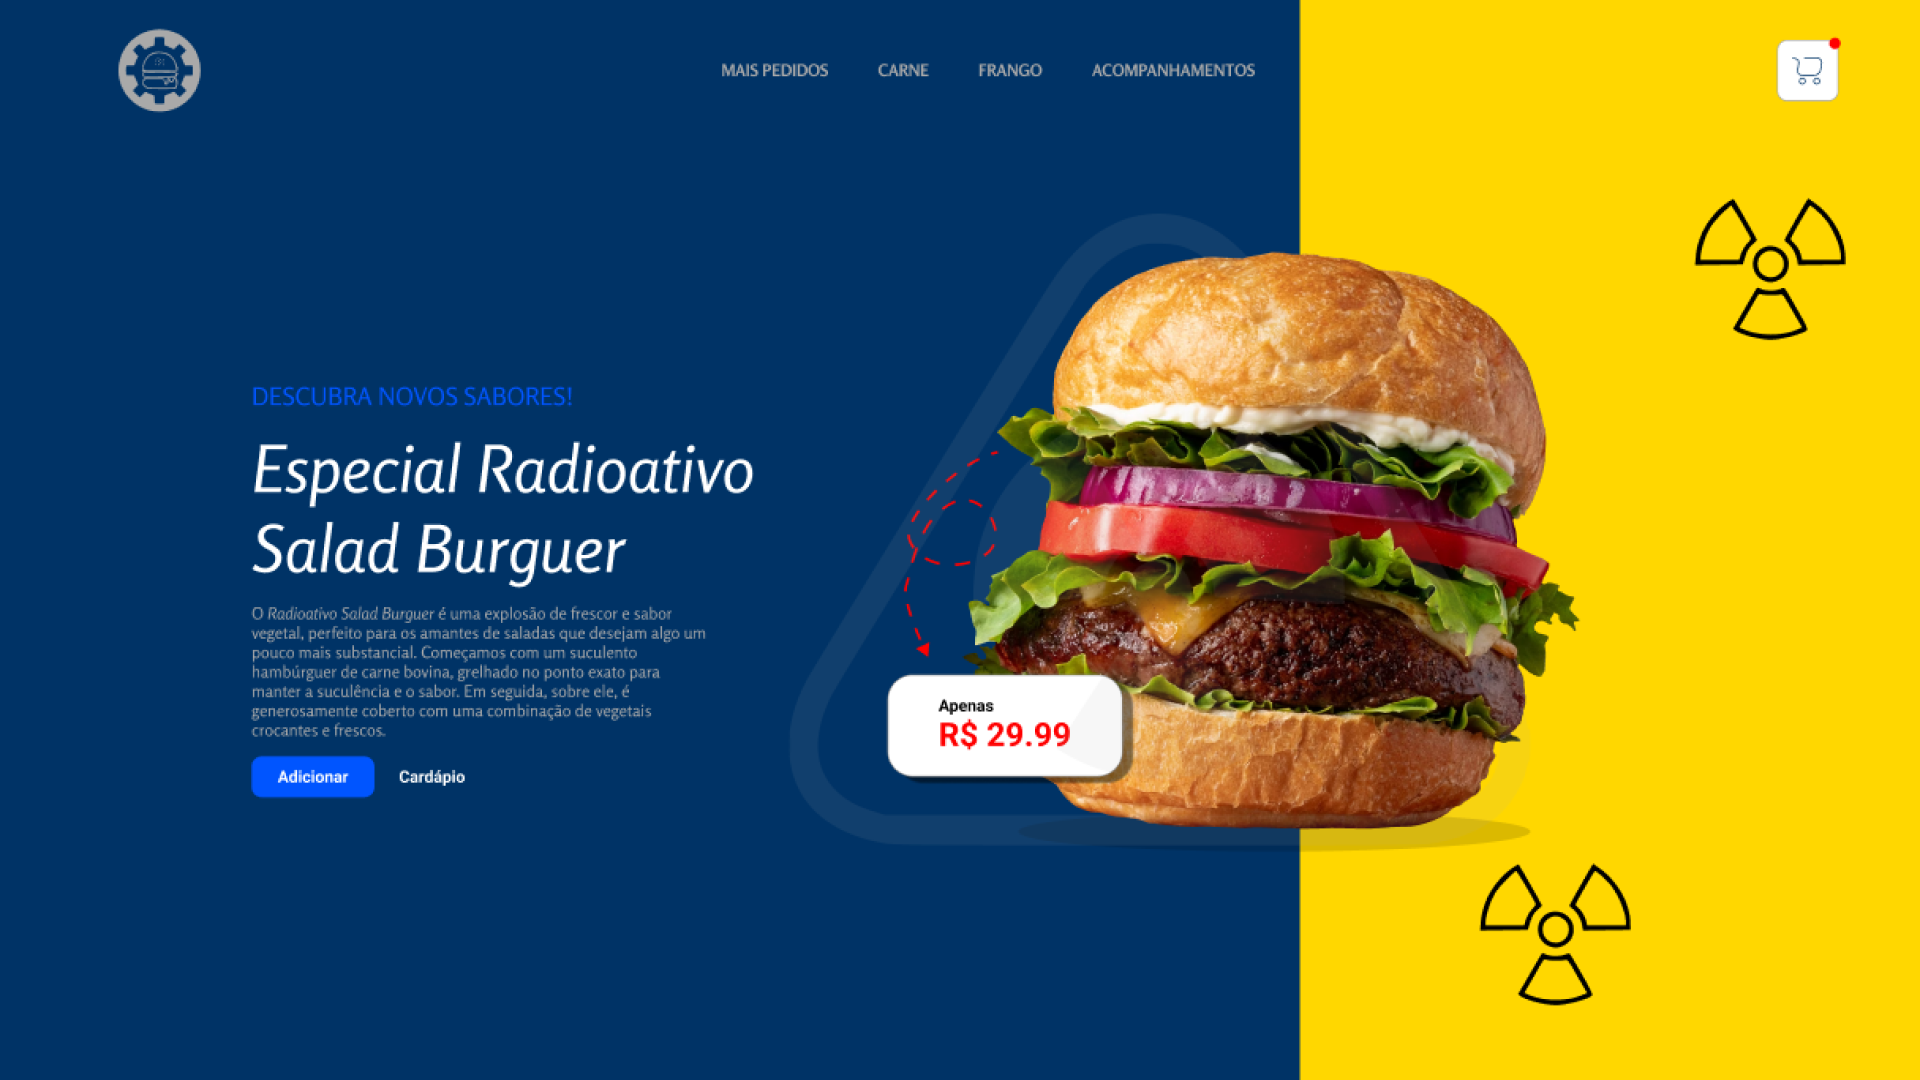 MAIS PEDIDOS CARNE FRANGO ACOMPANHAMENTOS
DESCUBRA NOVOS SABORES!
Especial Radioativo
Salad Burguer
O Radioativo Salad Burguer é uma explosão de frescor e sabor
vegetal, perfeito para os amantes de saladas que desejam algo um
pouco mais substancial. Começamos com um suculento
hambúrguer de carne bovina, grelhado no ponto exato para
manter a suculência e o sabor. Em seguida, sobre ele, é
generosamente coberto com uma combinação de vegetais
crocantes e frescos.
Adicionar Cardápio
Apenas
R$ 29.99